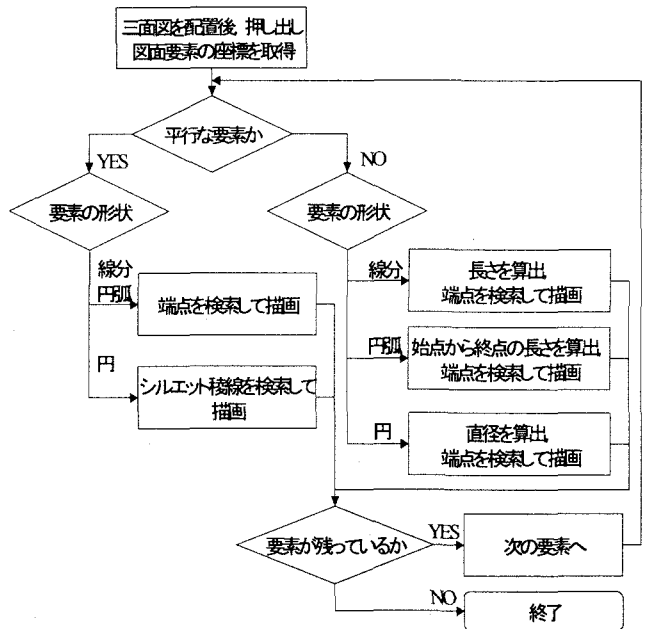 三面図を配置後, 押し出し
図面要素の座標を取得
平行な要素か
YES
NO
要素の形状
要素の形状
線分
円弧
端点を検索して描画
円
シルエット稜線を検索して
描画
線分
長さを算出,
端点を検索して描画
円弧
始点から終点の長さを算出,
端点を検索して描画
円
直径を算出,
端点を検索して描画
要素が残っているか
YES
次の要素へ
NO
終了